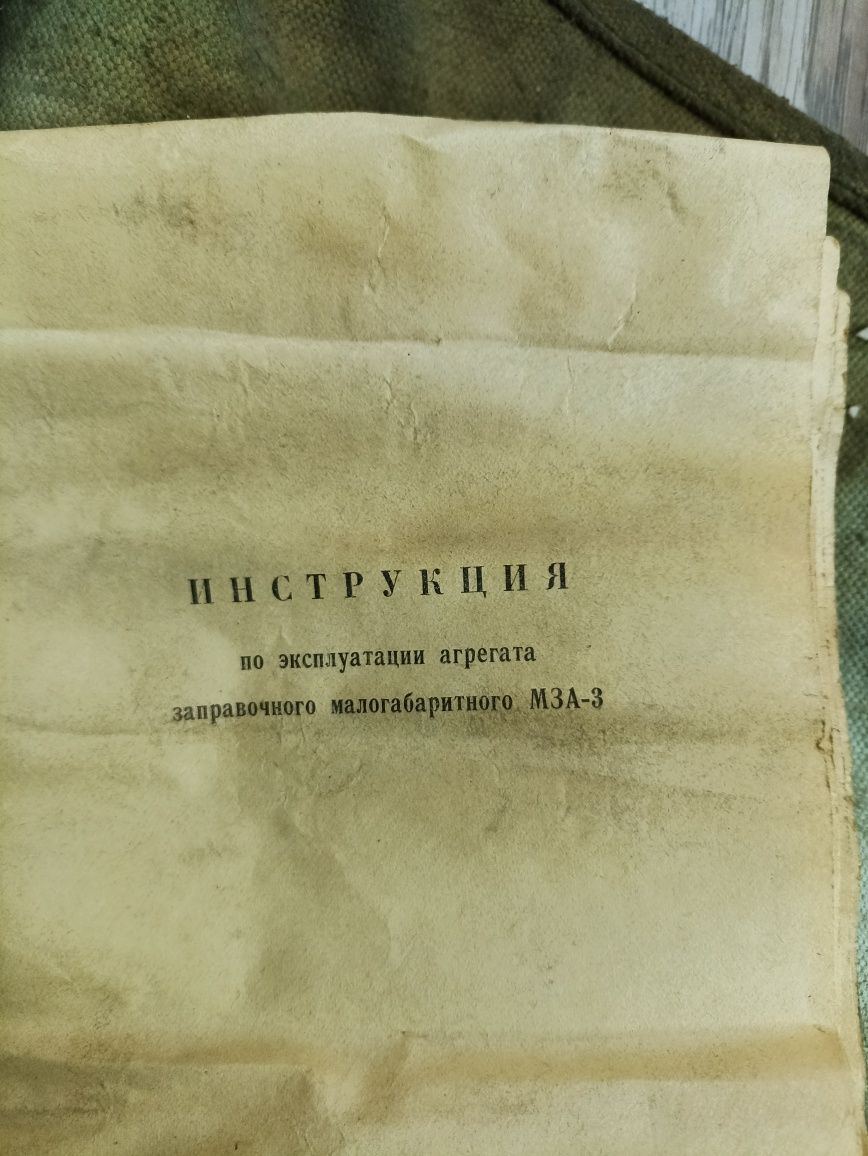 ИНСТРУКЦИЯ
по эксплуатации агрегата
заправочного малогабаритного МЗА-3